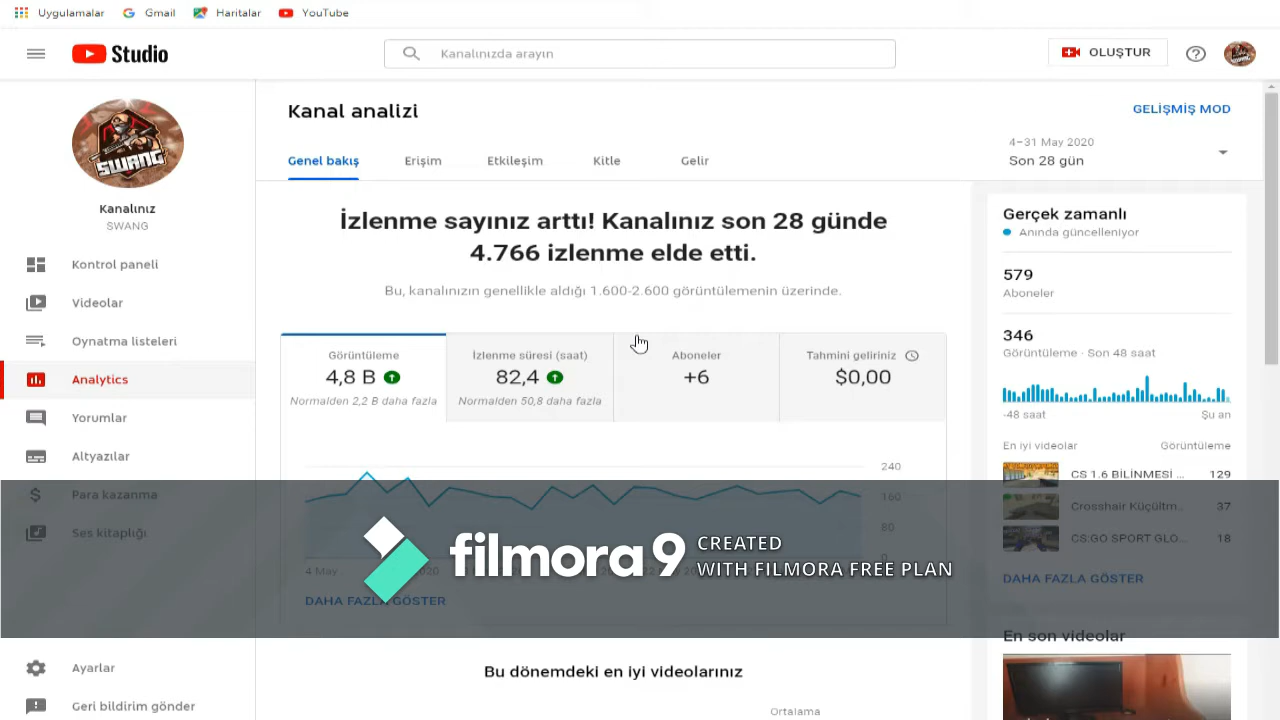 Uygulamalar Gmail Haritalar YouTube
Studio
Kanalınızda arayın
OLUŞTUR
SWANG
Kanalınız
SWANG
Kontrol paneli
Videolar
Oynatma listeleri
Analytics
Yorumlar
Altyazılar
Para kazanma
Ses kitaplığı
Ayarlar
Geri bildirim gönder
Kanal analizi
GELİŞMİŞ MOD
4–31 May 2020
Son 28 gün
Genel bakış Erişim Etkileşim Kitle Gelir
İzlenme sayınız arttı! Kanalınız son 28 günde
4.766 izlenme elde etti.
Bu, kanalınızın genellikle aldığı 1.600-2.600 görüntülemenin üzerinde.
Görüntüleme
4,8 B
Normalden 2,2 B daha fazla
İzlenme süresi (saat)
82,4
Normalden 50,8 daha fazla
Aboneler
+6
Tahmini geliriniz
$0,00
240
160
80
0
4 May
DAHA FAZLA GÖSTER
filmora 9
CREATED
WITH FILMORA FREE PLAN
Bu dönemdeki en iyi videolarınız
Ortalama
Gerçek zamanlı
Anında güncelleniyor
579
Aboneler
346
Görüntüleme · Son 48 saat
-48 saat Şu an
En iyi videolar Görüntüleme
CS 1.6 BİLİNMESİ ... 129
Crosshair Küçültm... 37
CS:GO SPORT GLO... 18
DAHA FAZLA GÖSTER
En son videolar